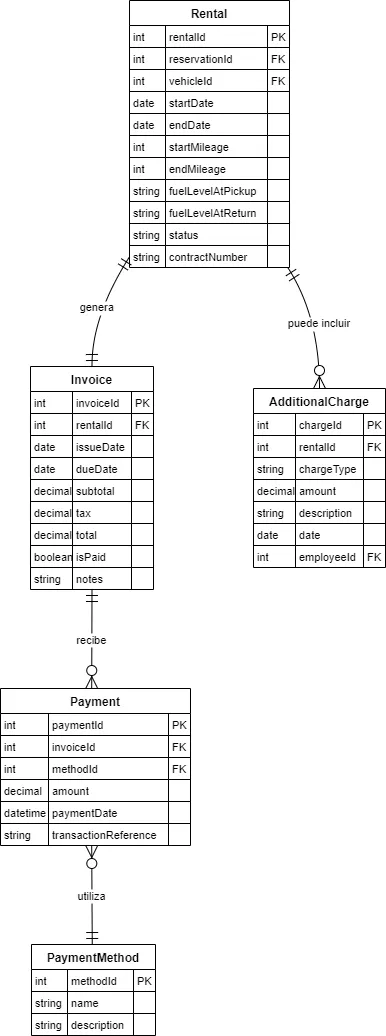 Rental
int rentalId PK
int reservationId FK
int vehicleId FK
date startDate
date endDate
int startMileage
int endMileage
string fuelLevelAtPickup
string fuelLevelAtReturn
string status
string contractNumber
genera
puede incluir
Invoice
int invoiceId PK
int rentalId FK
date issueDate
date dueDate
decimal subtotal
decimal tax
decimal total
boolean isPaid
string notes
AdditionalCharge
int chargeId PK
int rentalId FK
string chargeType
decimal amount
string description
date date
int employeeId FK
recibe
Payment
int paymentId PK
int invoiceId FK
int methodId FK
decimal amount
datetime paymentDate
string transactionReference
utiliza
PaymentMethod
int methodId PK
string name
string description